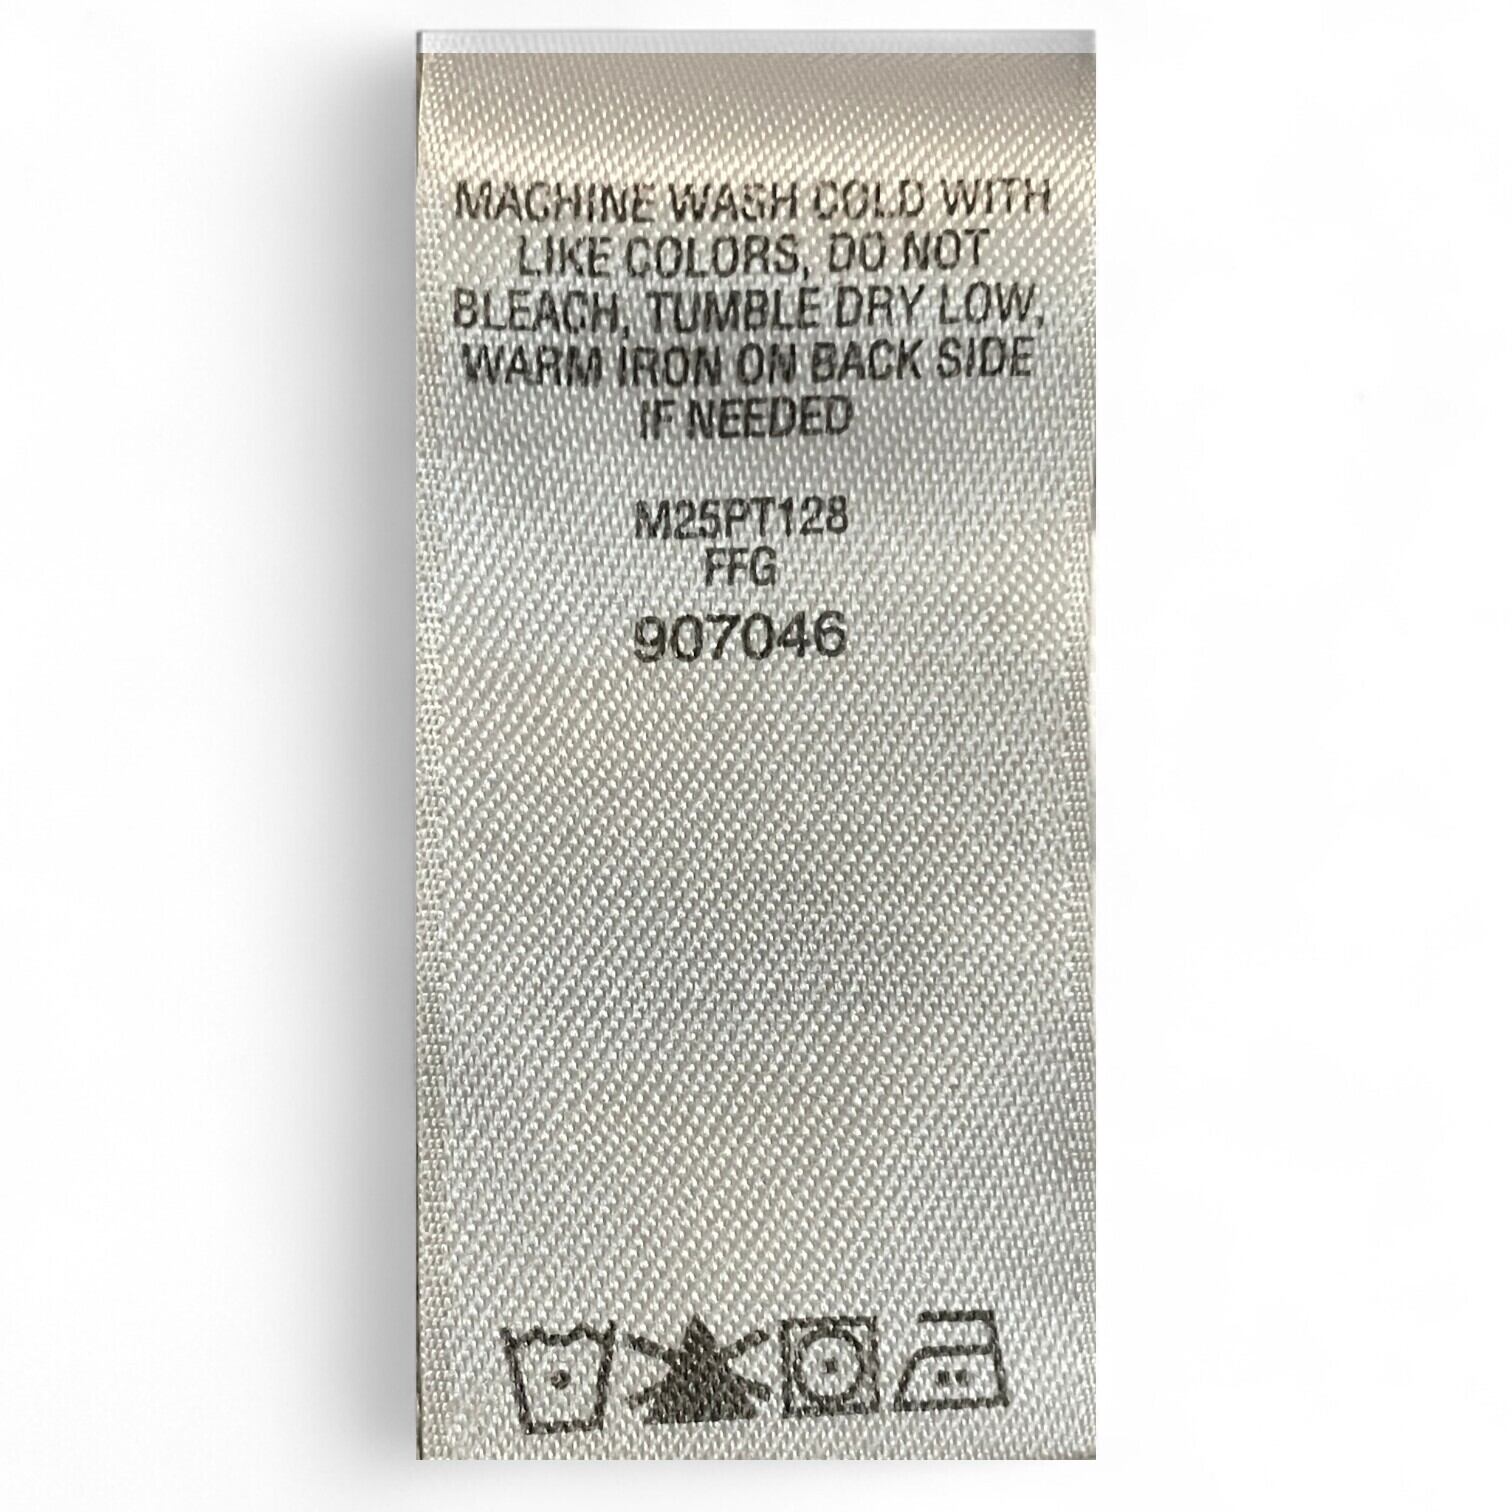 MACHINE WASH COLD WITH
LIKE COLORS, DO NOT
BLEACH, TUMBLE DRY LOW,
WARM IRON ON BACK SIDE
IF NEEDED
M25PT128
FFG
907046